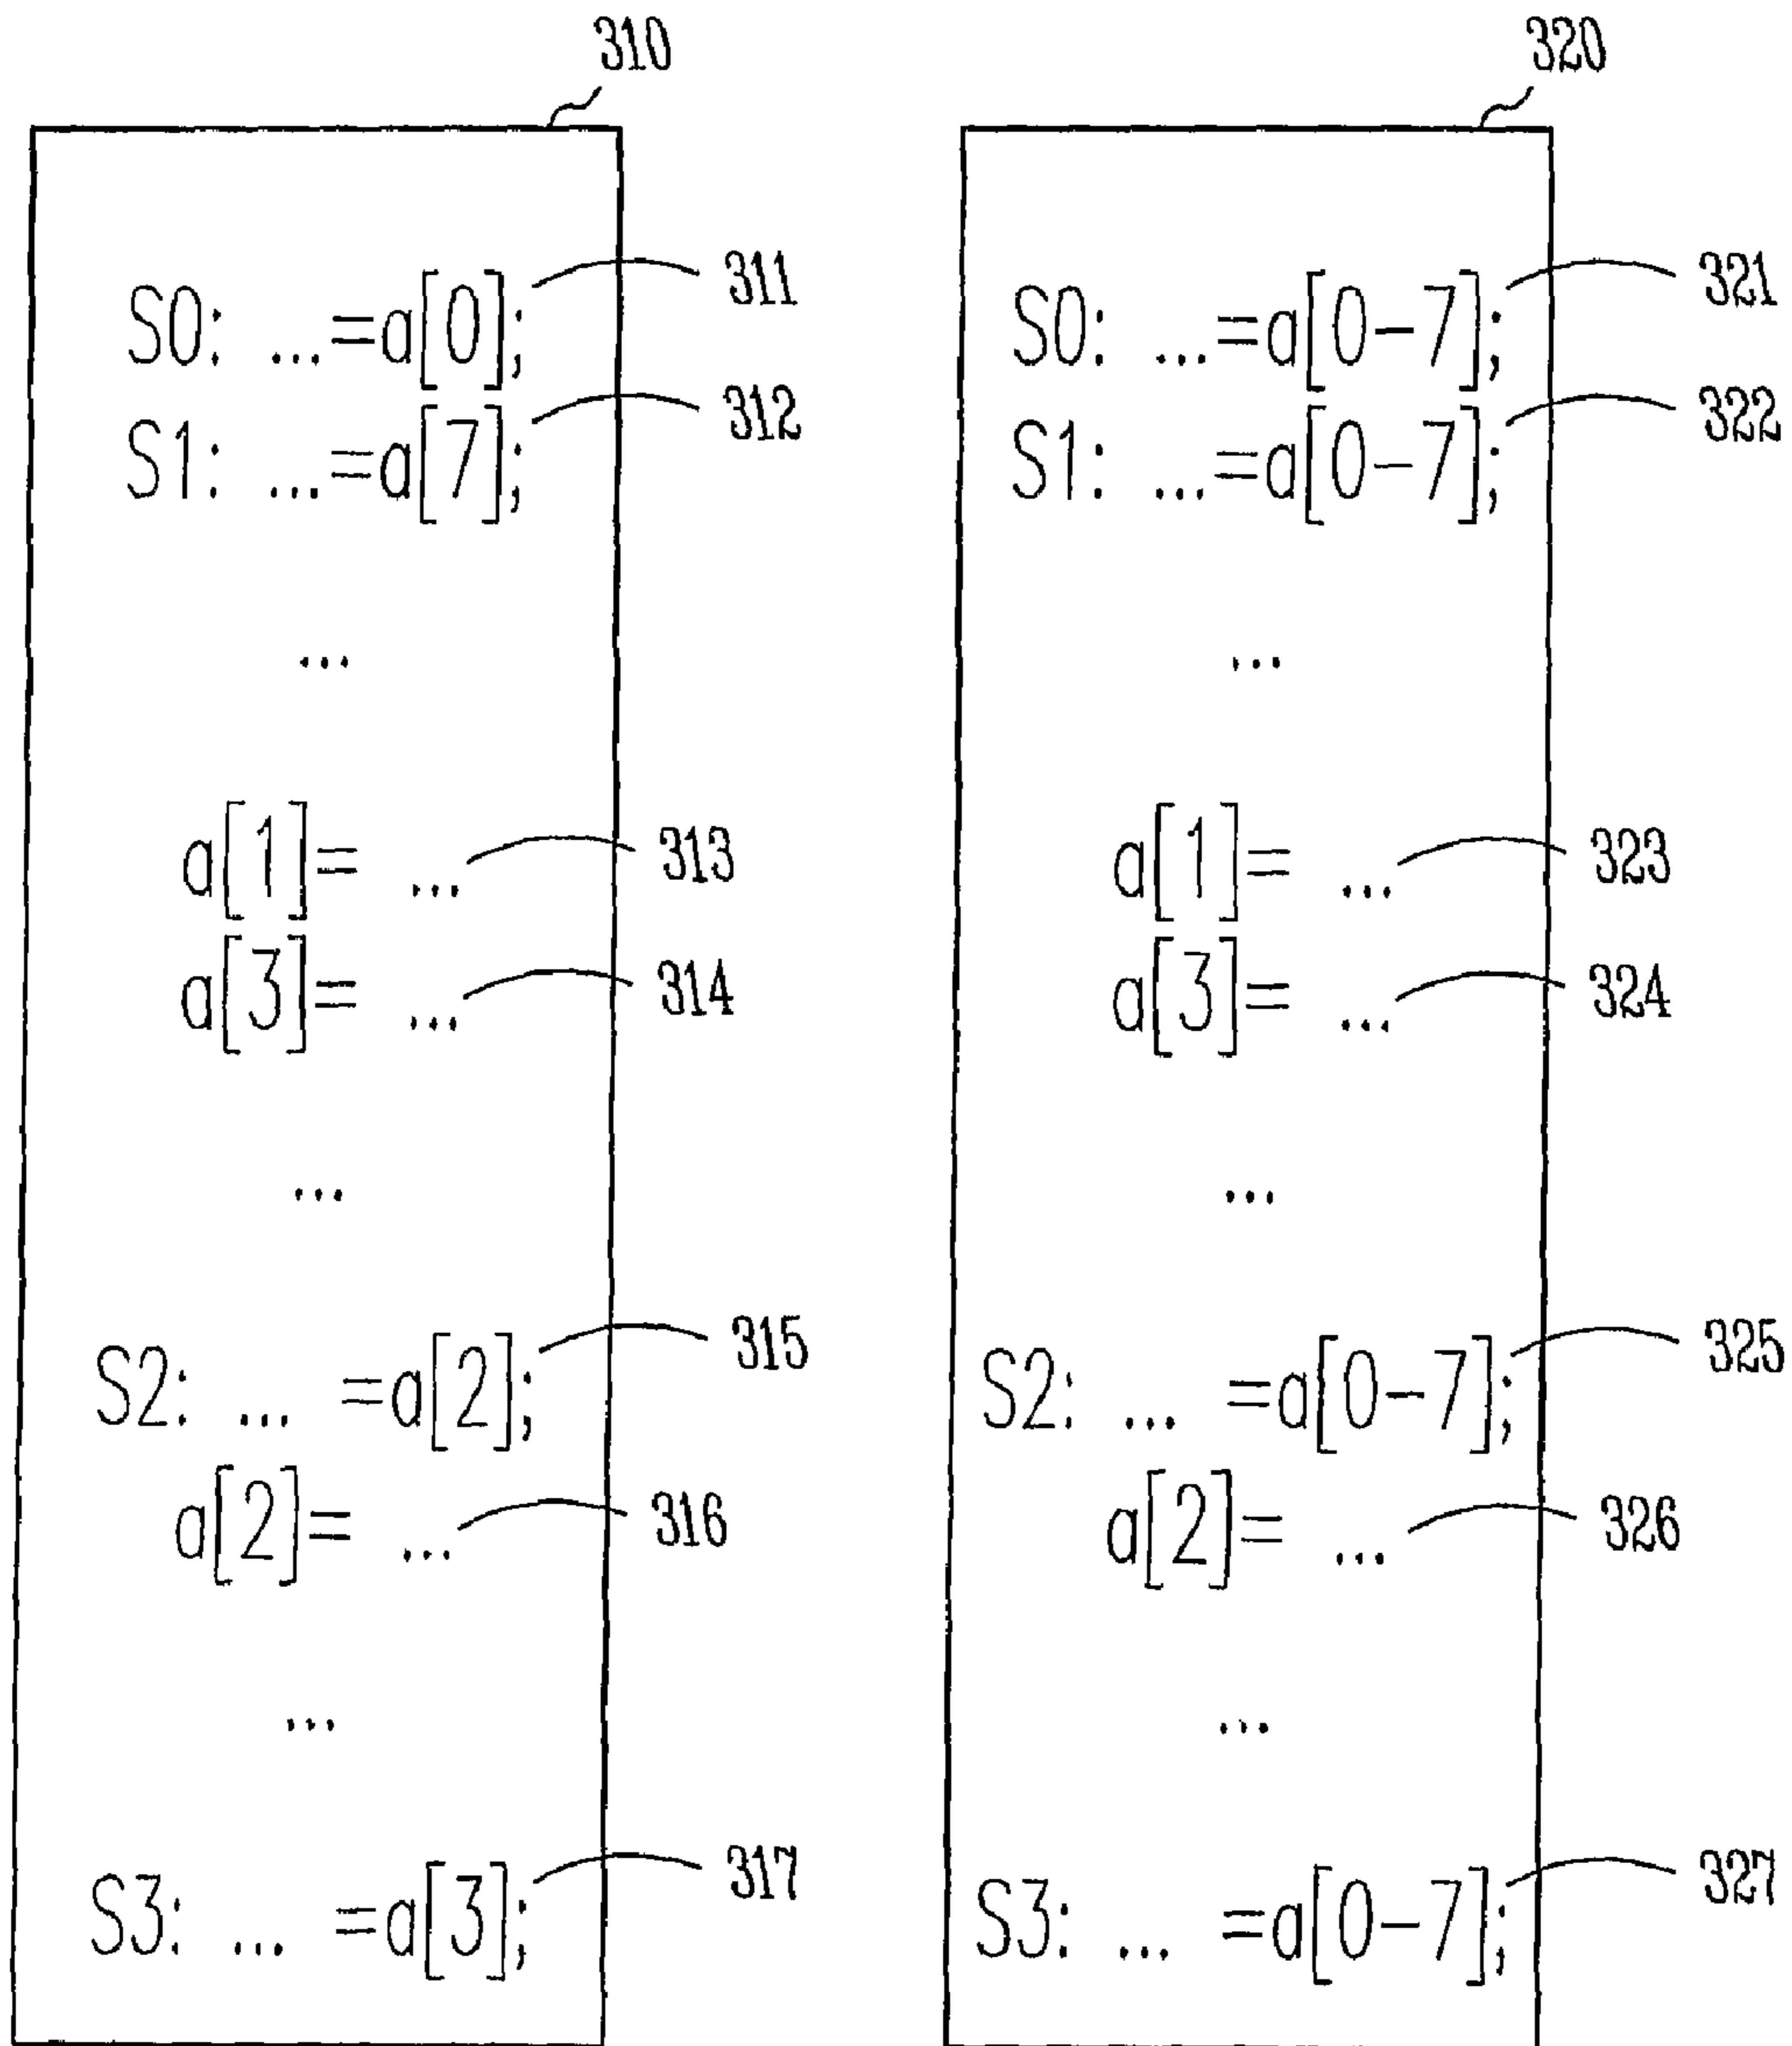 310
S0: ...=a[0]; 311
S1: ...=a[7]; 312
...
a[1]= ... 313
a[3]= ... 314
...
S2: ... =a[2]; 315
a[2]= ... 316
...
S3: ... =a[3]; 317
320
S0: ...=a[0-7]; 321
S1: ...=a[0-7]; 322
...
a[1]= ... 323
a[3]= ... 324
...
S2: ... =a[0-7]; 325
a[2]= ... 326
...
S3: ... =a[0-7]; 327